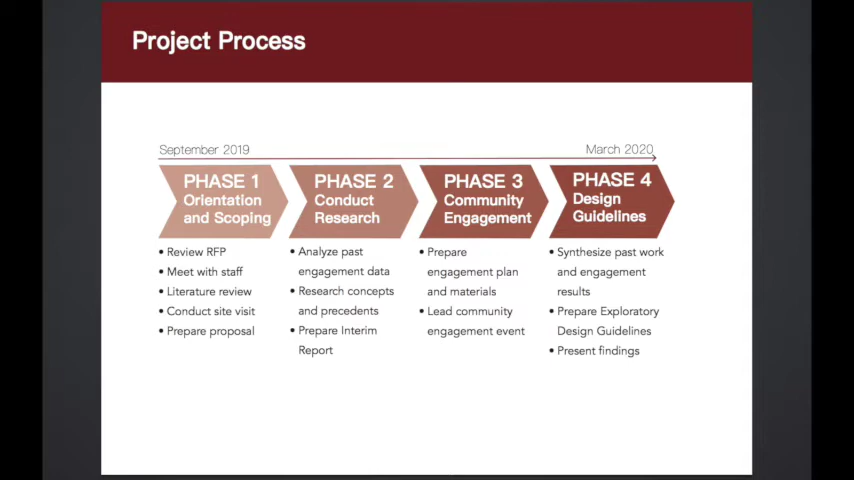 Project Process
September 2019
March 2020
PHASE 1
Orientation
and Scoping
• Review RFP
• Meet with staff
• Literature review
• Conduct site visit
• Prepare proposal
PHASE 2
Conduct
Research
• Analyze past
engagement data
• Research concepts
and precedents
• Prepare Interim
Report
PHASE 3
Community
Engagement
• Prepare
engagement plan
and materials
• Lead community
engagement event
PHASE 4
Design
Guidelines
• Synthesize past work
and engagement
results
• Prepare Exploratory
Design Guidelines
• Present findings